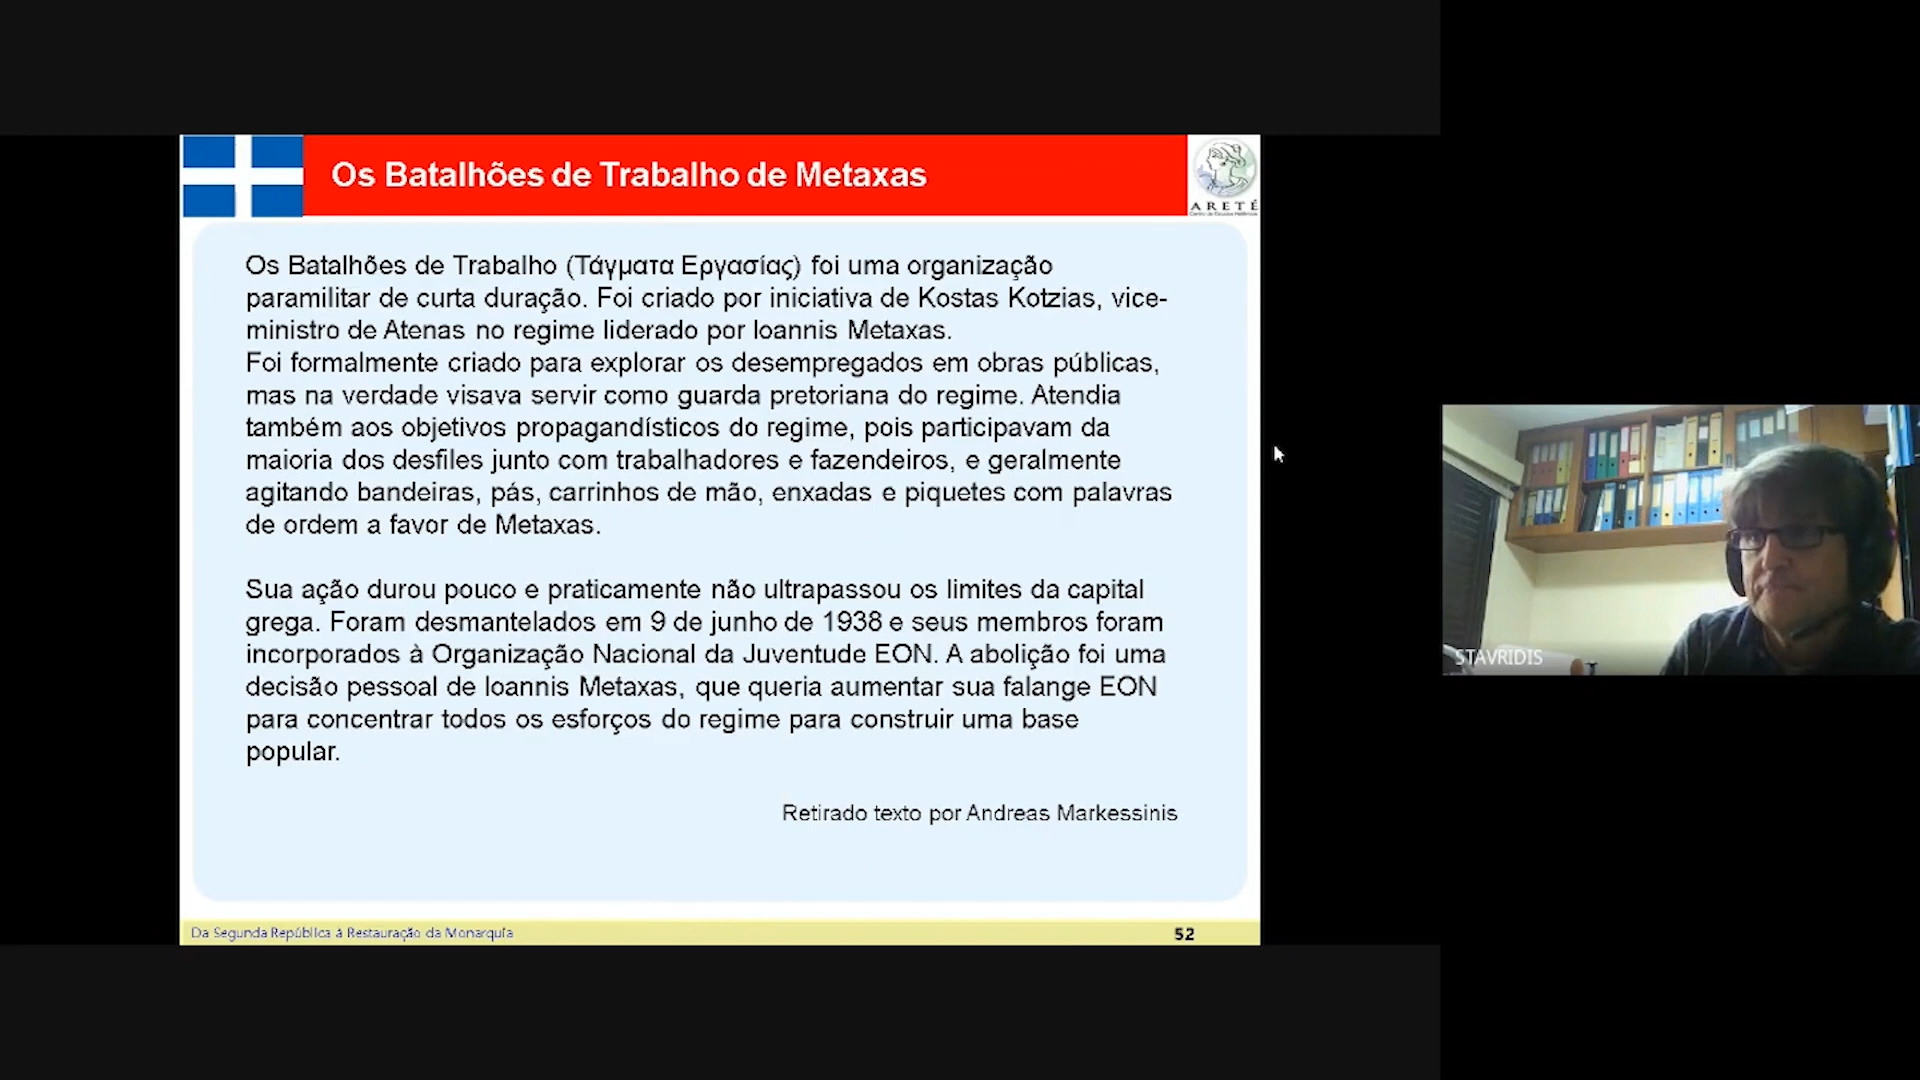 Os Batalhões de Trabalho de Metaxas
ARETÉ
Centro de Estudos Helênicos
Os Batalhões de Trabalho (Τάγματα Εργασίας) foi uma organização
paramilitar de curta duração. Foi criado por iniciativa de Kostas Kotzias, vice-
ministro de Atenas no regime liderado por Ioannis Metaxas.
Foi formalmente criado para explorar os desempregados em obras públicas,
mas na verdade visava servir como guarda pretoriana do regime. Atendia
também aos objetivos propagandísticos do regime, pois participavam da
maioria dos desfiles junto com trabalhadores e fazendeiros, e geralmente
agitando bandeiras, pás, carrinhos de mão, enxadas e piquetes com palavras
de ordem a favor de Metaxas.
Sua ação durou pouco e praticamente não ultrapassou os limites da capital
grega. Foram desmantelados em 9 de junho de 1938 e seus membros foram
incorporados à Organização Nacional da Juventude EON. A abolição foi uma
decisão pessoal de Ioannis Metaxas, que queria aumentar sua falange EON
para concentrar todos os esforços do regime para construir uma base
popular.
Retirado texto por Andreas Markessinis
Da Segunda República à Restauração da Monarquia
52
STAVRIDIS